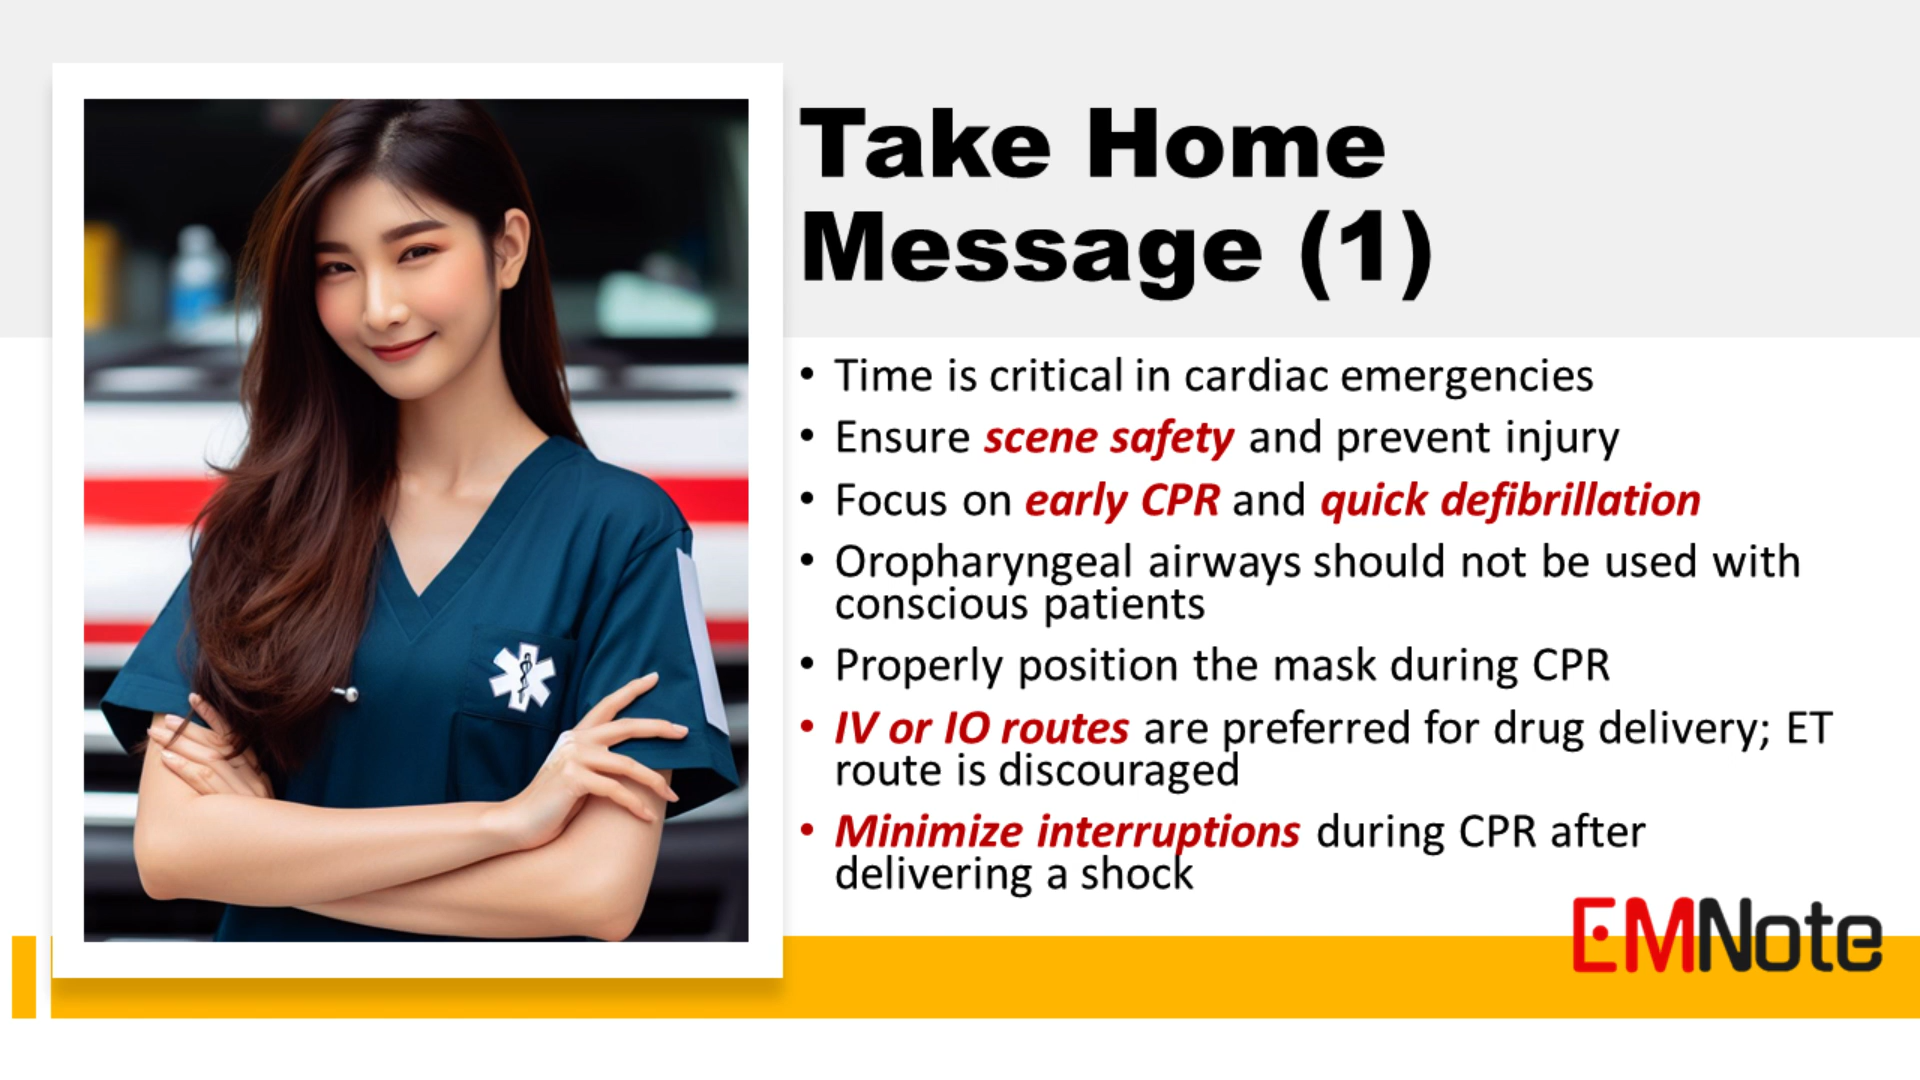 Take Home
Message (1)
• Time is critical in cardiac emergencies
• Ensure scene safety and prevent injury
• Focus on early CPR and quick defibrillation
• Oropharyngeal airways should not be used with
conscious patients
• Properly position the mask during CPR
• IV or IO routes are preferred for drug delivery; ET
route is discouraged
• Minimize interruptions during CPR after
delivering a shock
EMNote